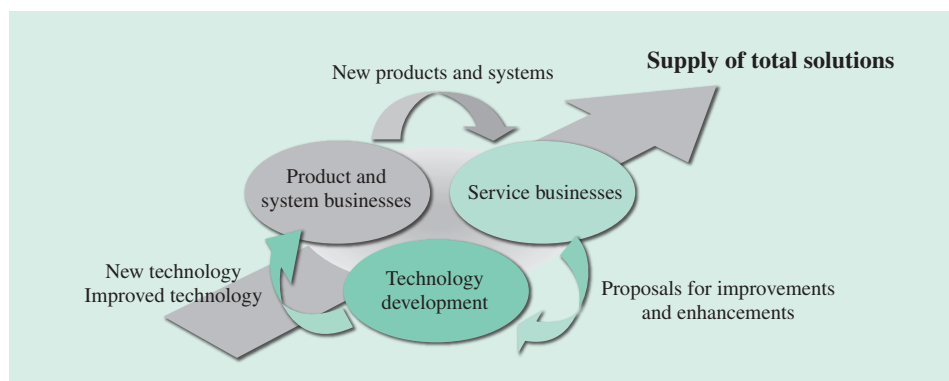 Supply of total solutions
New products and systems
Product and
system businesses
Service businesses
New technology
Improved technology
Technology
development
Proposals for improvements
and enhancements